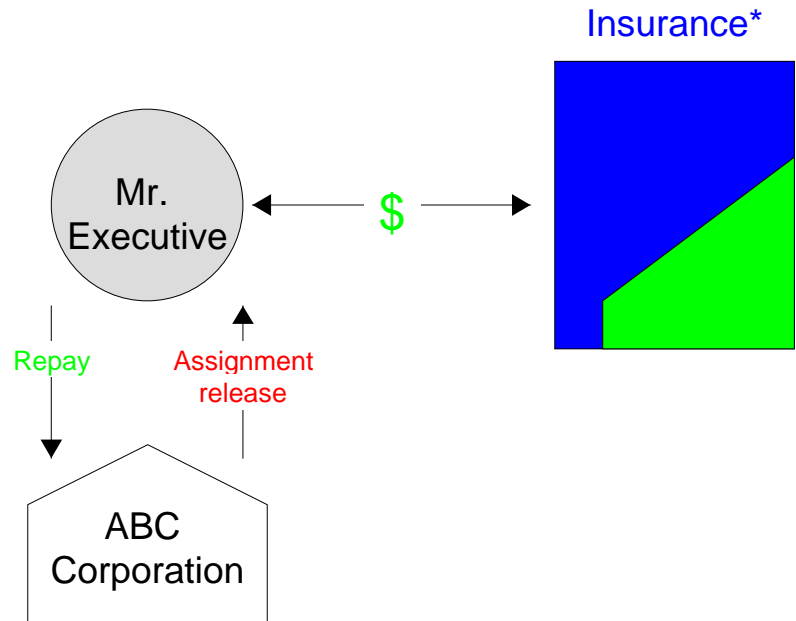 Insurance*
Mr.
Executive
$
Repay
Assignment
release
ABC
Corporation